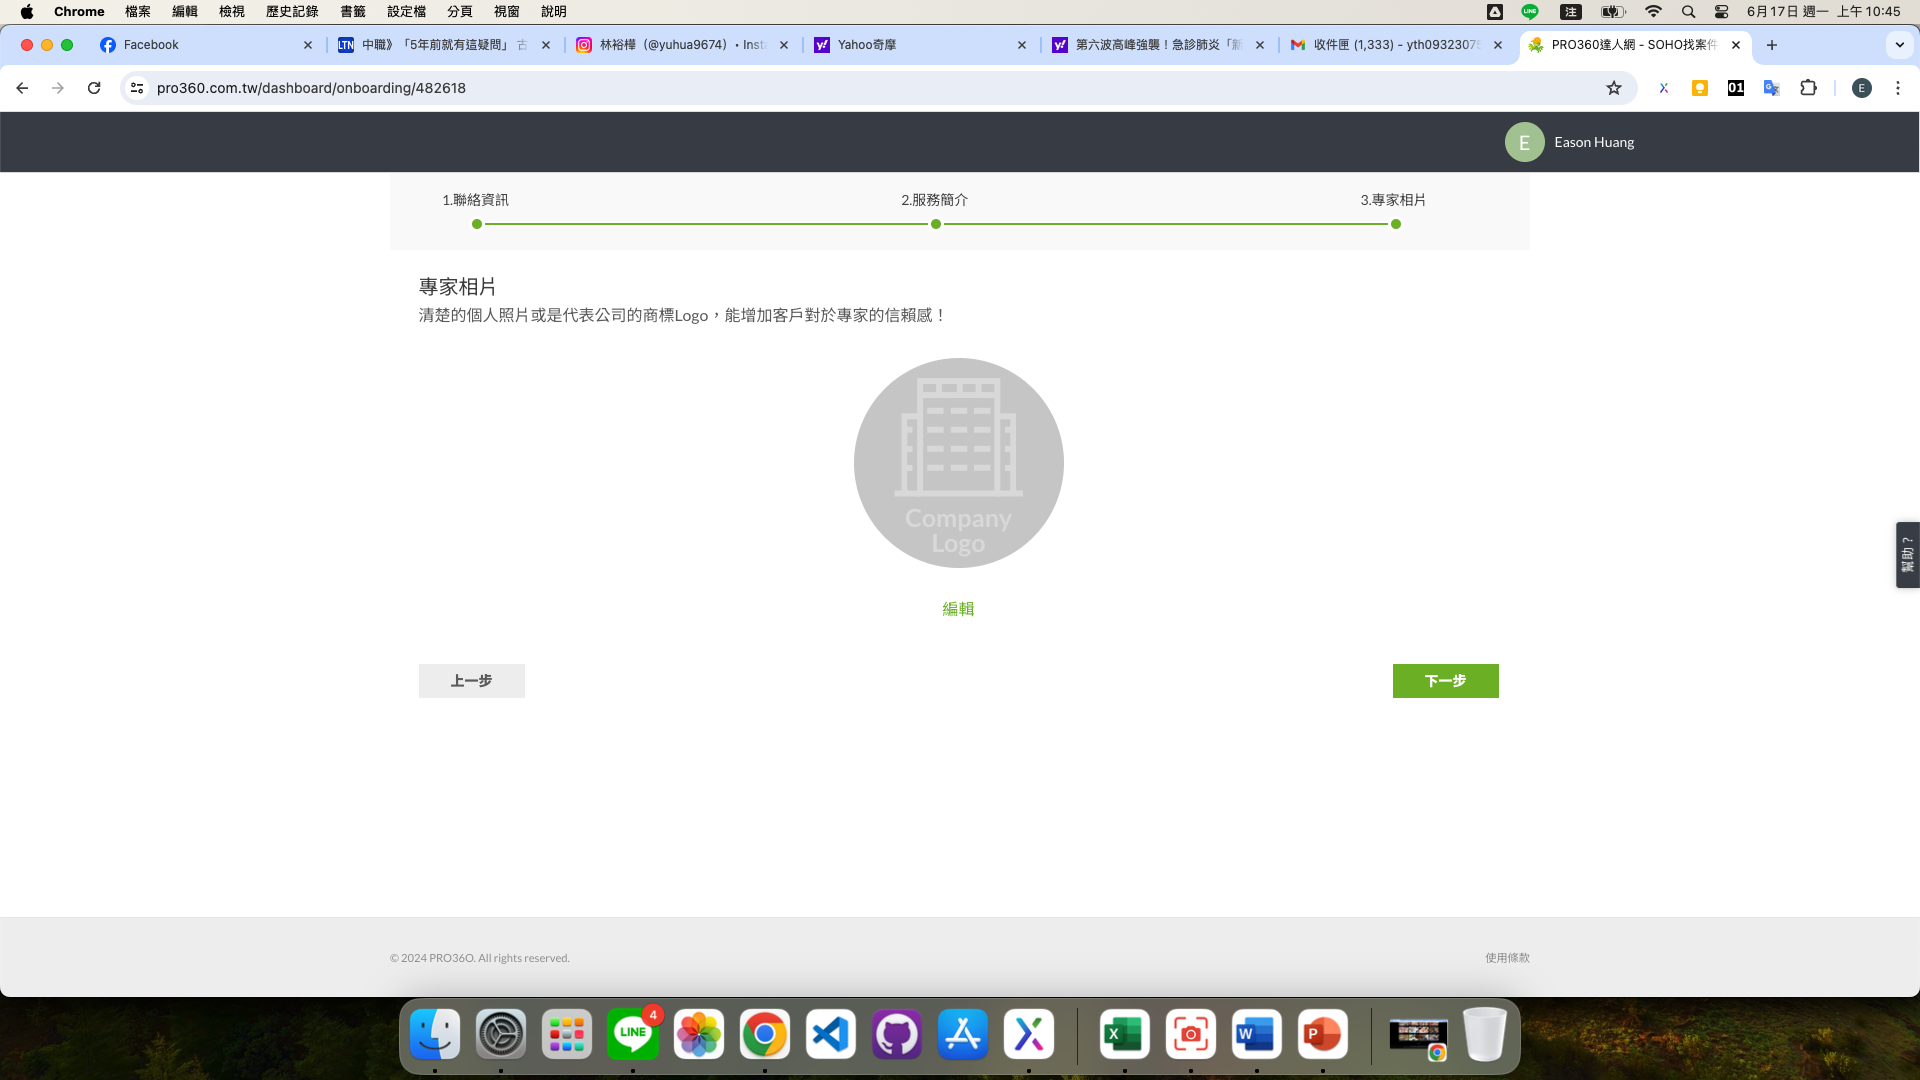 Chrome 檔案 編輯 檢視 歷史記錄 書籤 設定檔 分頁 視窗 說明 LINE 注 6月17日 週一 上午10:45
Facebook LTN 中職》「5年前就有這疑問」 古 林裕樺 (@yuhua9674) • Inst y! Yahoo奇摩 y! 第六波高峰強襲！急診肺炎「新 收件匣 (1,333) - yth0932307 PRO360達人網 - SOHO找案件
pro360.com.tw/dashboard/onboarding/482618 X 01 E
E Eason Huang
1.聯絡資訊 2.服務簡介 3.專家相片
專家相片
清楚的個人照片或是代表公司的商標Logo，能增加客戶對於專家的信賴感！
Company
Logo
幫助？
編輯
上一步 下一步
© 2024 PRO36O. All rights reserved. 使用條款
LINE 4 X W P